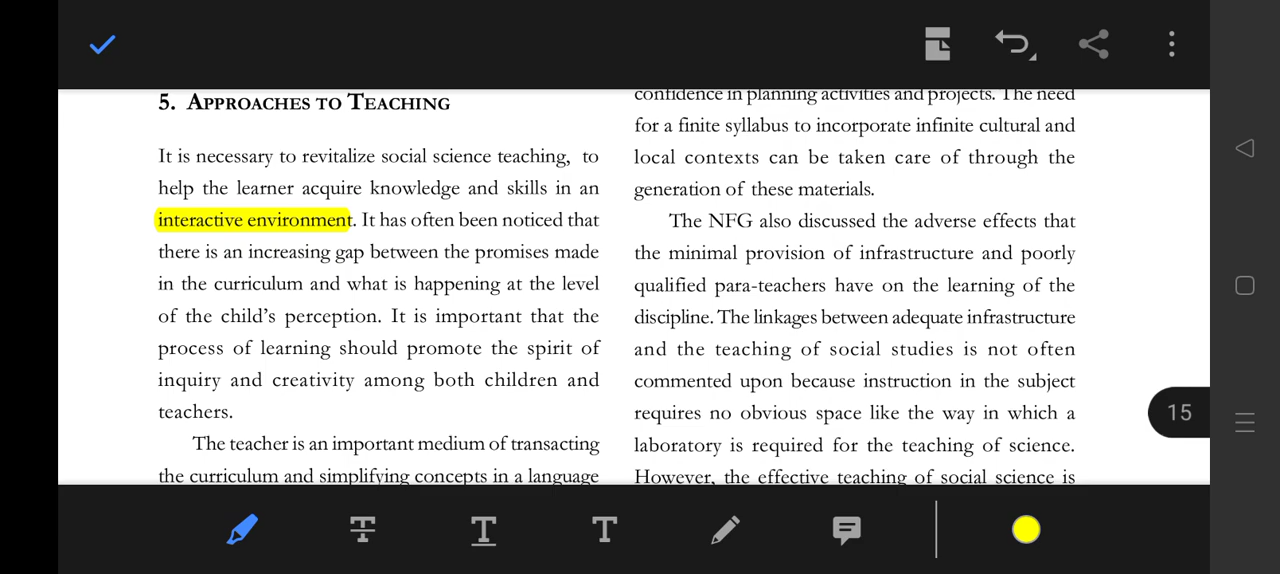 5. APPROACHES TO TEACHING
It is necessary to revitalize social science teaching, to
help the learner acquire knowledge and skills in an
interactive environment. It has often been noticed that
there is an increasing gap between the promises made
in the curriculum and what is happening at the level
of the child’s perception. It is important that the
process of learning should promote the spirit of
inquiry and creativity among both children and
teachers.
The teacher is an important medium of transacting
the curriculum and simplifying concepts in a language
confidence in planning activities and projects. The need
for a finite syllabus to incorporate infinite cultural and
local contexts can be taken care of through the
generation of these materials.
The NFG also discussed the adverse effects that
the minimal provision of infrastructure and poorly
qualified para-teachers have on the learning of the
discipline. The linkages between adequate infrastructure
and the teaching of social studies is not often
commented upon because instruction in the subject
requires no obvious space like the way in which a
laboratory is required for the teaching of science.
However, the effective teaching of social science is
15